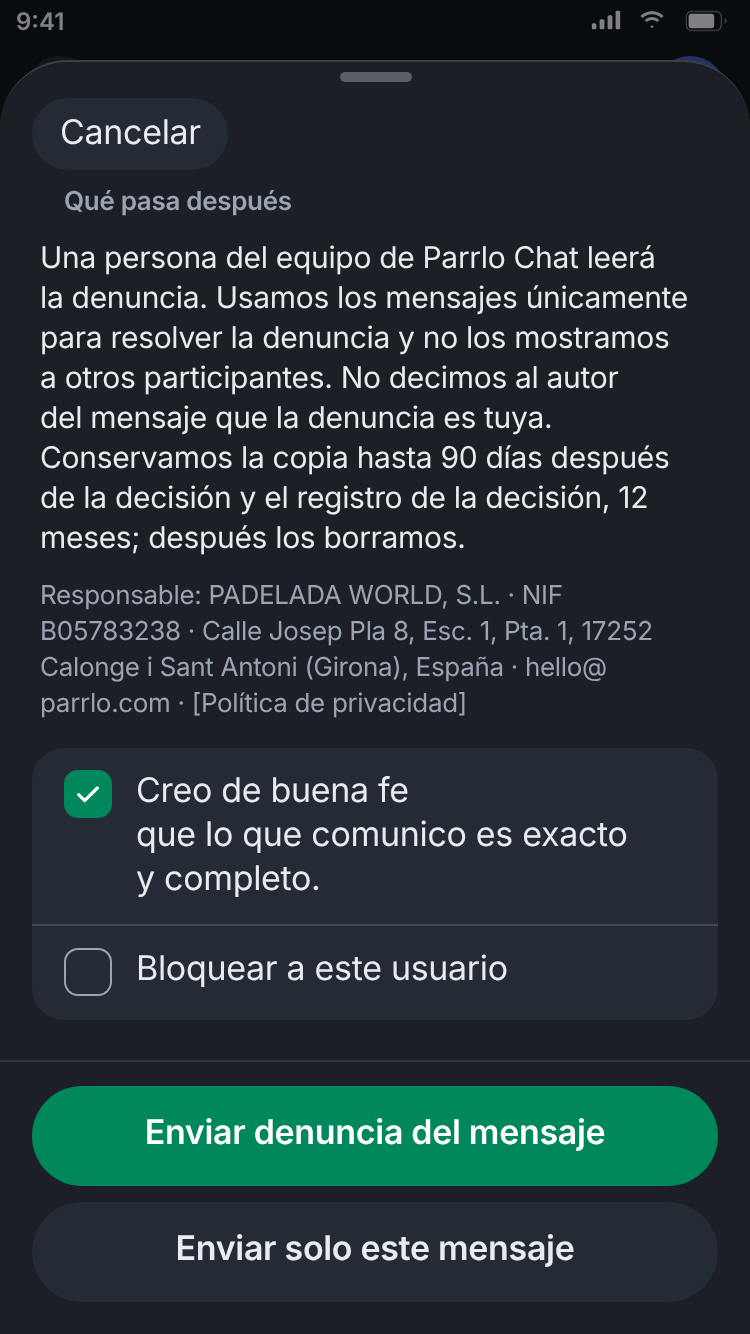 9:41
Cancelar
Qué pasa después
Una persona del equipo de Parrlo Chat leerá
la denuncia. Usamos los mensajes únicamente
para resolver la denuncia y no los mostramos
a otros participantes. No decimos al autor
del mensaje que la denuncia es tuya.
Conservamos la copia hasta 90 días después
de la decisión y el registro de la decisión, 12
meses; después los borramos.
Responsable: PADELADA WORLD, S.L. · NIF
B05783238 · Calle Josep Pla 8, Esc. 1, Pta. 1, 17252
Calonge i Sant Antoni (Girona), España · hello@
parrlo.com · [Política de privacidad]
Creo de buena fe
que lo que comunico es exacto
y completo.
Bloquear a este usuario
Enviar denuncia del mensaje
Enviar solo este mensaje